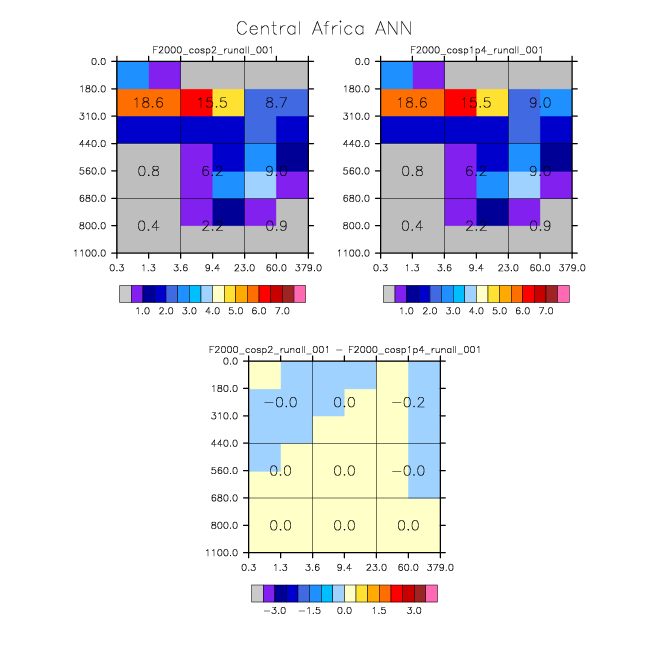 Central Africa ANN
F2000_cosp2_runall_001 F2000_cosp1p4_runall_001
0.0 0.0
180.0 180.0
18.6 15.5 8.7 18.6 15.5 9.0
310.0 310.0
440.0 440.0
560.0 0.8 6.2 9.0 560.0 0.8 6.2 9.0
680.0 680.0
800.0 0.4 2.2 0.9 800.0 0.4 2.2 0.9
1100.0 1100.0
0.3 1.3 3.6 9.4 23.0 60.0 379.0 0.3 1.3 3.6 9.4 23.0 60.0 379.0
1.0 2.0 3.0 4.0 5.0 6.0 7.0 1.0 2.0 3.0 4.0 5.0 6.0 7.0
F2000_cosp2_runall_001 − F2000_cosp1p4_runall_001
0.0
180.0
−0.0 0.0 −0.2
310.0
440.0
560.0 0.0 0.0 −0.0
680.0
800.0 0.0 0.0 0.0
1100.0
0.3 1.3 3.6 9.4 23.0 60.0 379.0
−3.0 −1.5 0.0 1.5 3.0